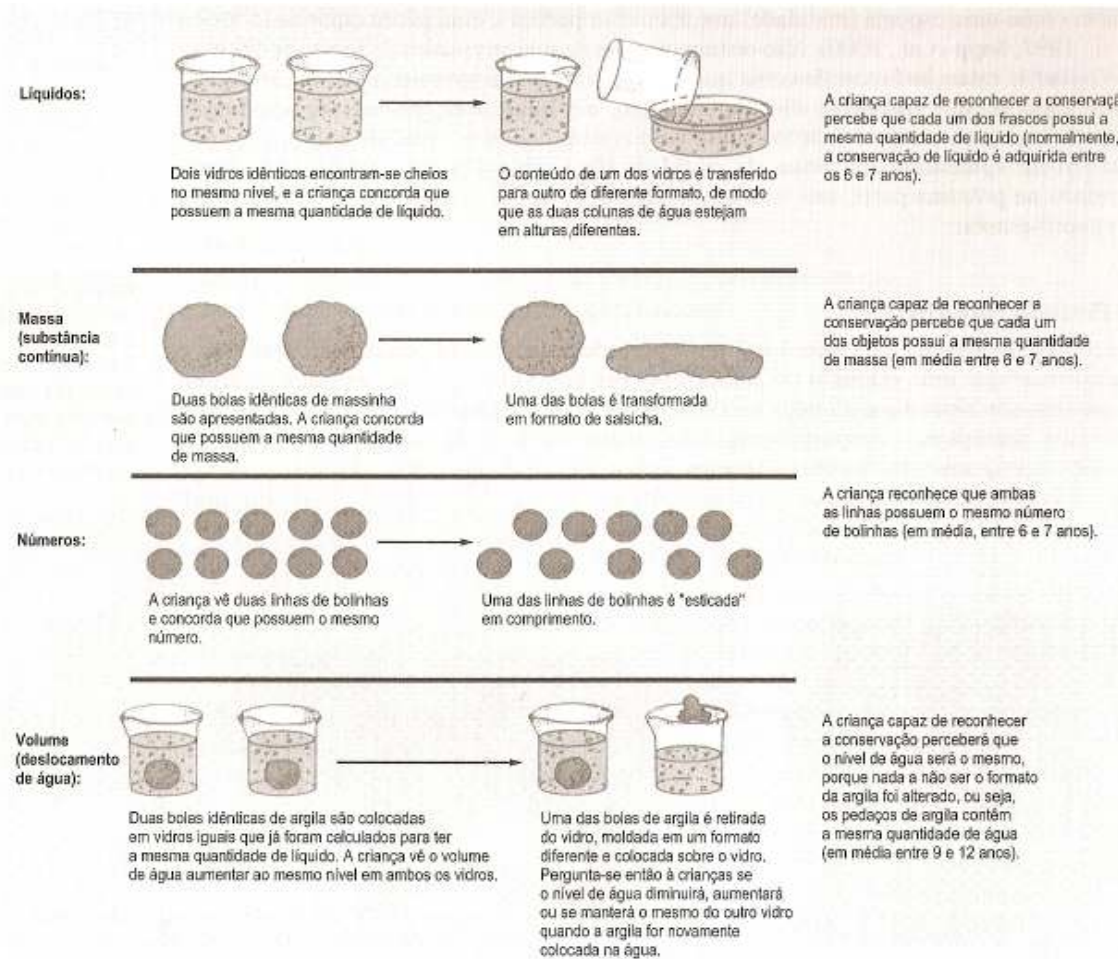 Líquidos:
Dois vidros idênticos encontram-se cheios
no mesmo nível, e a criança concorda que
possuem a mesma quantidade de líquido.
O conteúdo de um dos vidros é transferido
para outro de diferente formato, de modo
que as duas colunas de água estejam
em alturas,diferentes.
A criança capaz de reconhecer a conservaçã
percebe que cada um dos frascos possui a
mesma quantidade de líquido (normalmente,
a conservação de líquido é adquirida entre
os 6 e 7 anos).
Massa
(substância
contínua):
Duas bolas idênticas de massinha
são apresentadas. A criança concorda
que possuem a mesma quantidade
de massa.
Uma das bolas é transformada
em formato de salsicha.
A criança capaz de reconhecer a
conservação percebe que cada um
dos objetos possui a mesma quantidade
de massa (em média entre 6 e 7 anos).
Números:
A criança vê duas linhas de bolinhas
e concorda que possuem o mesmo
número.
Uma das linhas de bolinhas é "esticada"
em comprimento.
A criança reconhece que ambas
as linhas possuem o mesmo número
de bolinhas (em média, entre 6 e 7 anos).
Volume
(deslocamento
de água):
Duas bolas idênticas de argila são colocadas
em vidros iguais que já foram calculados para ter
a mesma quantidade de líquido. A criança vê o volume
de água aumentar ao mesmo nível em ambos os vidros.
Uma das bolas de argila é retirada
do vidro, moldada em um formato
diferente e colocada sobre o vidro.
Pergunta-se então à crianças se
o nível de água diminuirá, aumentará
ou se manterá o mesmo do outro vidro
quando a argila for novamente
colocada na água.
A criança capaz de reconhecer
a conservação perceberá que
o nível de água será o mesmo,
porque nada a não ser o formato
da argila foi alterado, ou seja,
os pedaços de argila contêm
a mesma quantidade de água
(em média entre 9 e 12 anos).